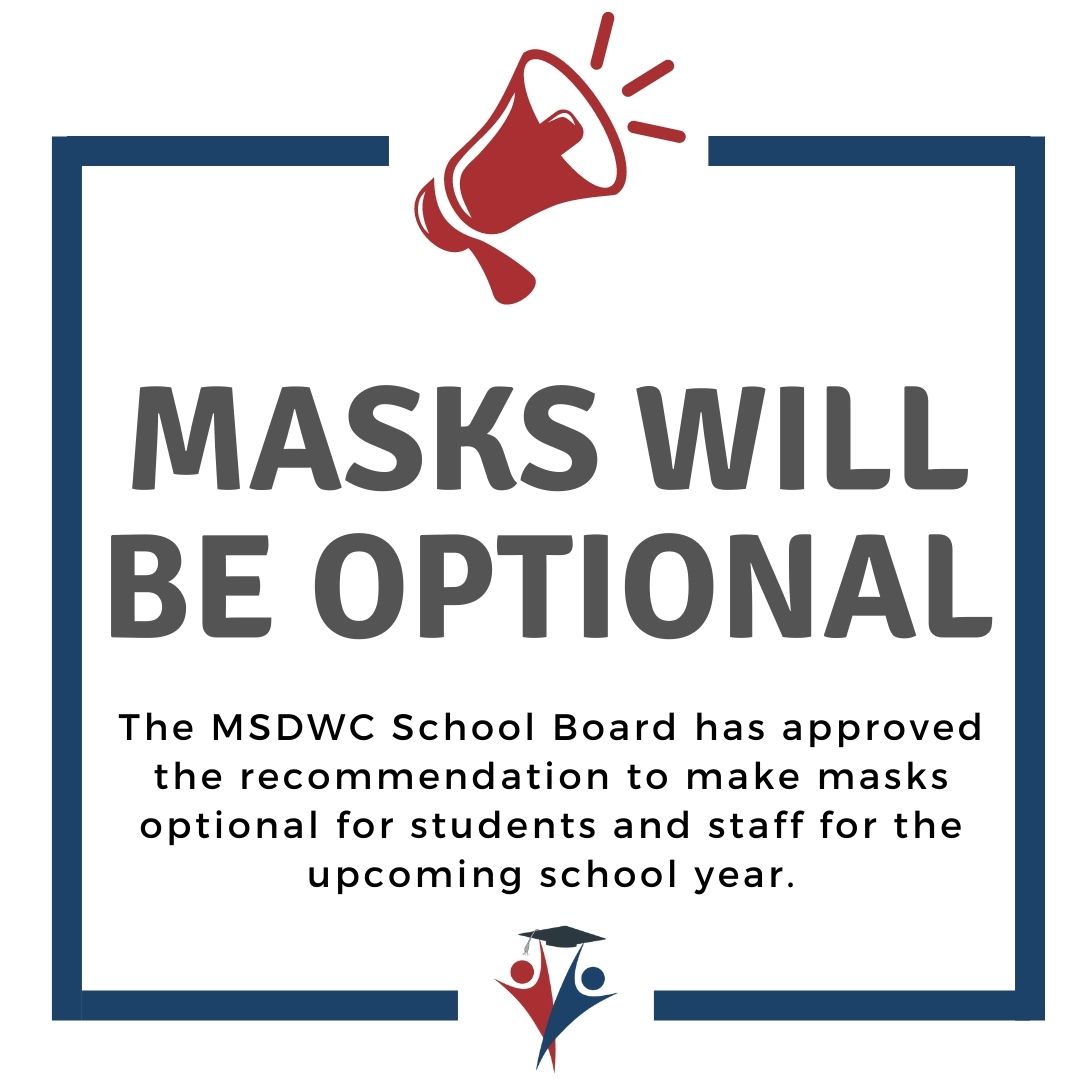 MASKS WILL
BE OPTIONAL
The MSDWC School Board has approved
the recommendation to make masks
optional for students and staff for the
upcoming school year.